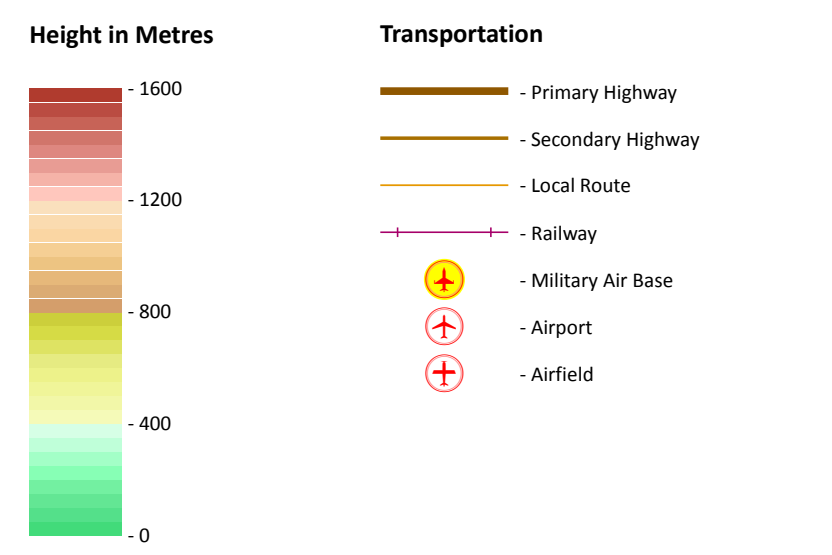 Height in Metres
- 1600
- 1200
- 800
- 400
- 0
Transportation
- Primary Highway
- Secondary Highway
- Local Route
- Railway
- Military Air Base
- Airport
- Airfield